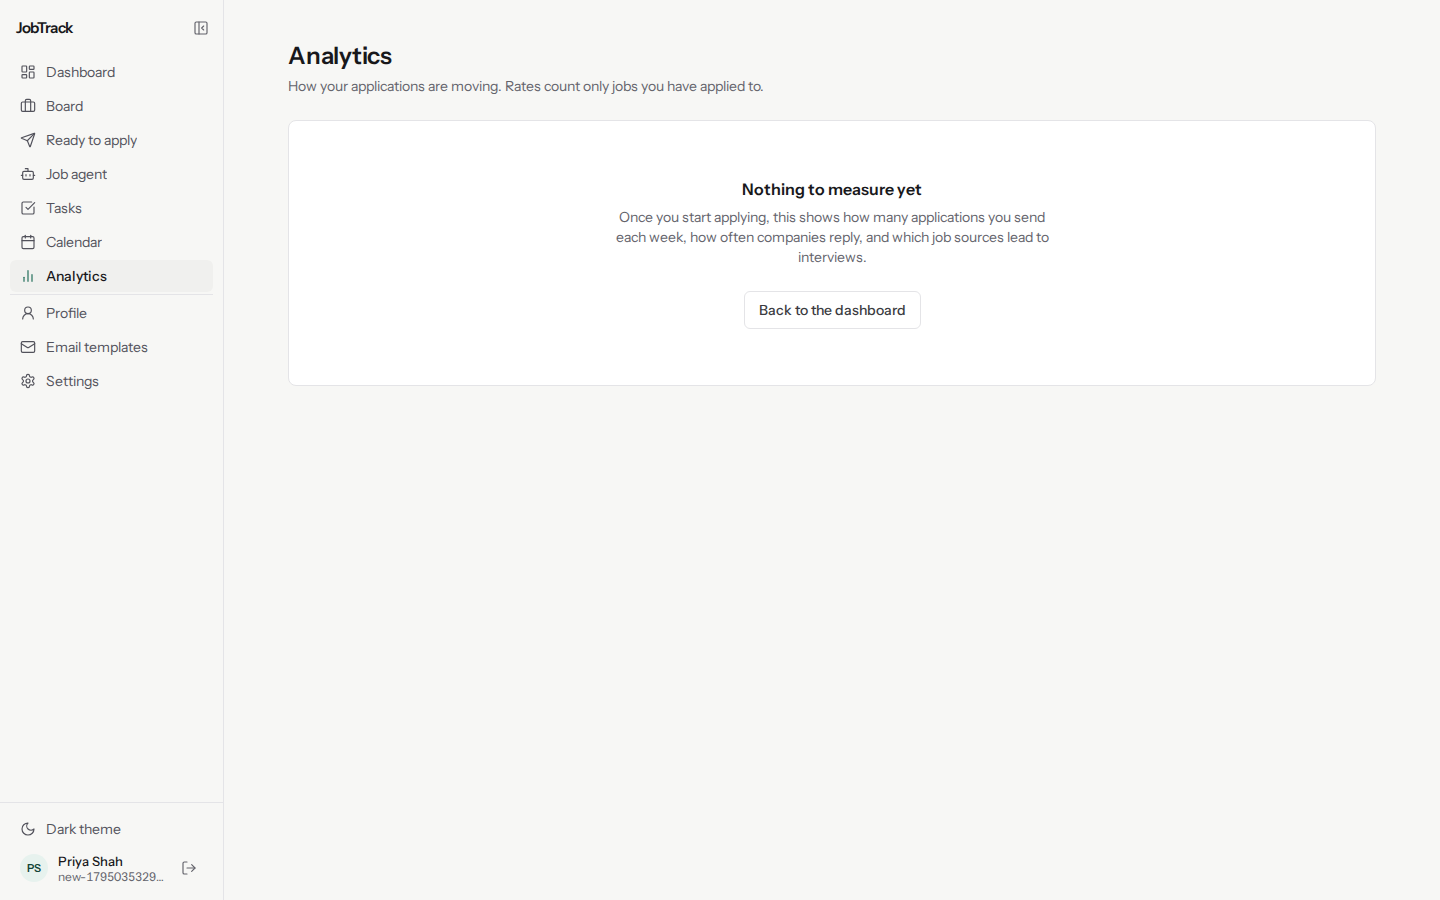 JobTrack
Dashboard
Board
Ready to apply
Job agent
Tasks
Calendar
Analytics
Profile
Email templates
Settings
Dark theme
PS
Priya Shah
new-1795035329...
Analytics
How your applications are moving. Rates count only jobs you have applied to.
Nothing to measure yet
Once you start applying, this shows how many applications you send
each week, how often companies reply, and which job sources lead to
interviews.
Back to the dashboard